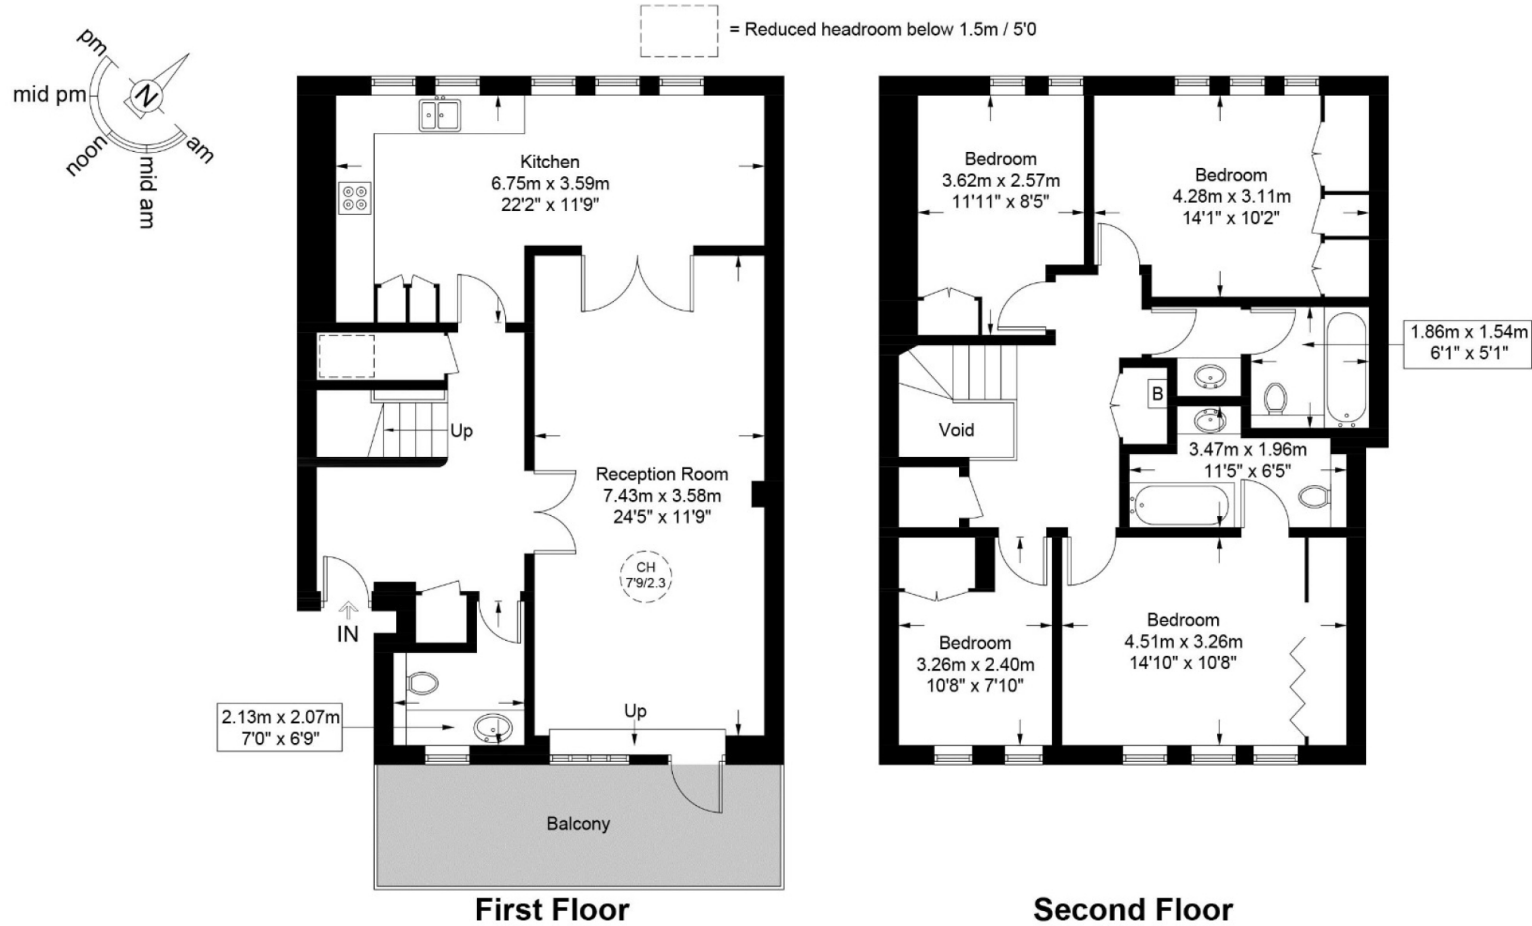 = Reduced headroom below 1.5m / 5'0
pm
mid pm
N
noon
mid am
am
Kitchen
6.75m x 3.59m
22'2" x 11'9"
Up
Reception Room
7.43m x 3.58m
24'5" x 11'9"
CH
7'9/2.3
IN
2.13m x 2.07m
7'0" x 6'9"
Up
Balcony
First Floor
Bedroom
3.62m x 2.57m
11'11" x 8'5"
Bedroom
4.28m x 3.11m
14'1" x 10'2"
1.86m x 1.54m
6'1" x 5'1"
B
Void
3.47m x 1.96m
11'5" x 6'5"
Bedroom
3.26m x 2.40m
10'8" x 7'10"
Bedroom
4.51m x 3.26m
14'10" x 10'8"
Second Floor